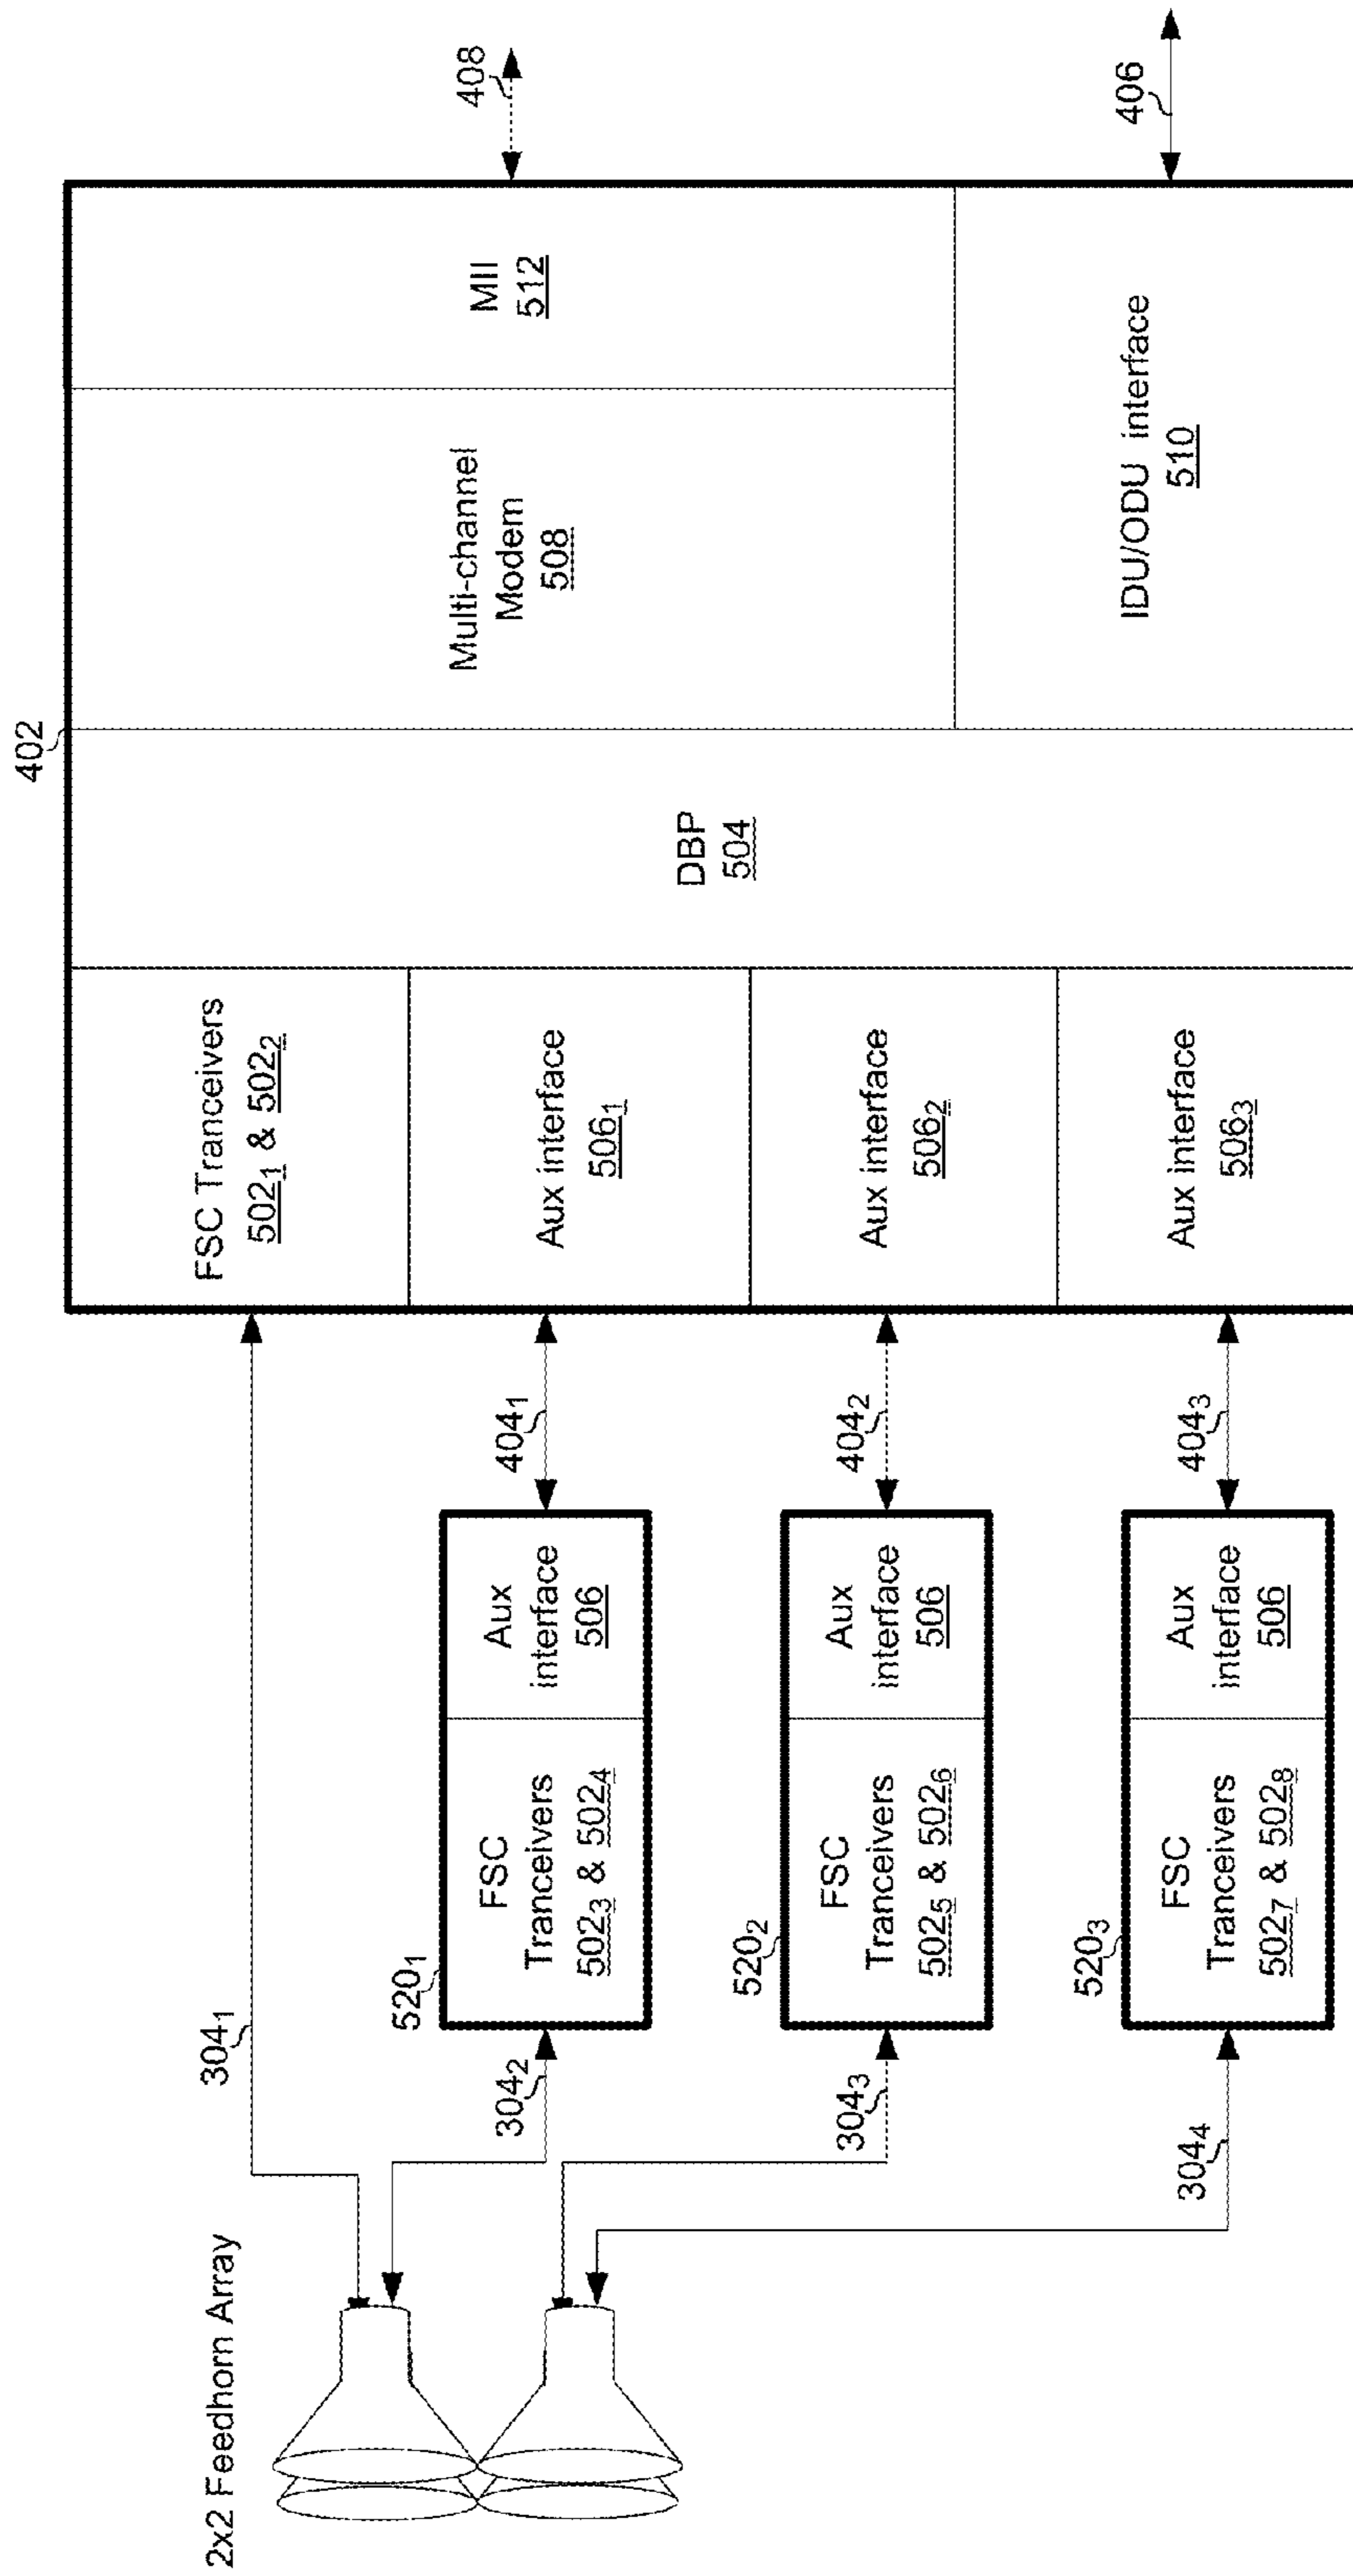 2x2 Feedhorn Array
304₁
304₂
304₃
304₄
520₁
FSC
Tranceivers
502₃ & 502₄
Aux
interface
506
520₂
FSC
Tranceivers
502₅ & 502₆
Aux
interface
506
520₃
FSC
Tranceivers
502₇ & 502₈
Aux
interface
506
404₁
404₂
404₃
402
FSC Tranceivers
502₁ & 502₂
Aux interface
506₁
Aux interface
506₂
Aux interface
506₃
DBP
504
Multi-channel
Modem
508
MII
512
IDU/ODU interface
510
408
406